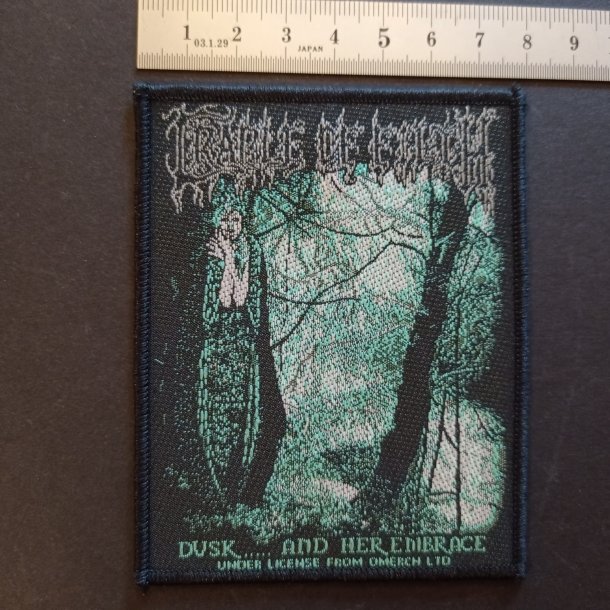 1 2 3 4 5 6 7 8 9
03.1.29 JAPAN
CRADLE OF FILTH
DUSK..... AND HER EMBRACE
UNDER LICENSE FROM OMERCH LTD